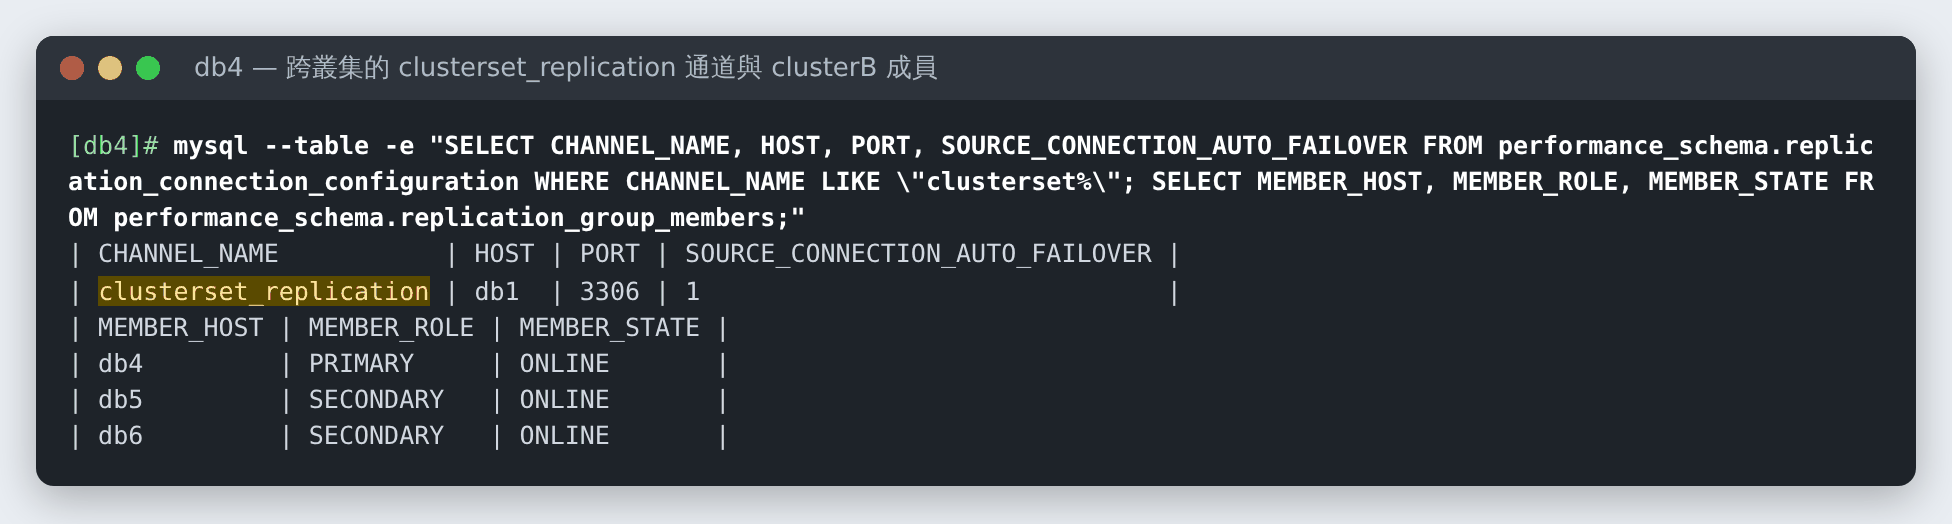 db4 — 跨叢集的 clusterset_replication 通道與 clusterB 成員
[db4]# mysql --table -e "SELECT CHANNEL_NAME, HOST, PORT, SOURCE_CONNECTION_AUTO_FAILOVER FROM performance_schema.replic
ation_connection_configuration WHERE CHANNEL_NAME LIKE \"clusterset%\"; SELECT MEMBER_HOST, MEMBER_ROLE, MEMBER_STATE FR
OM performance_schema.replication_group_members;"
| CHANNEL_NAME           | HOST | PORT | SOURCE_CONNECTION_AUTO_FAILOVER |
| clusterset_replication | db1  | 3306 | 1                               |
| MEMBER_HOST | MEMBER_ROLE | MEMBER_STATE |
| db4         | PRIMARY     | ONLINE       |
| db5         | SECONDARY   | ONLINE       |
| db6         | SECONDARY   | ONLINE       |